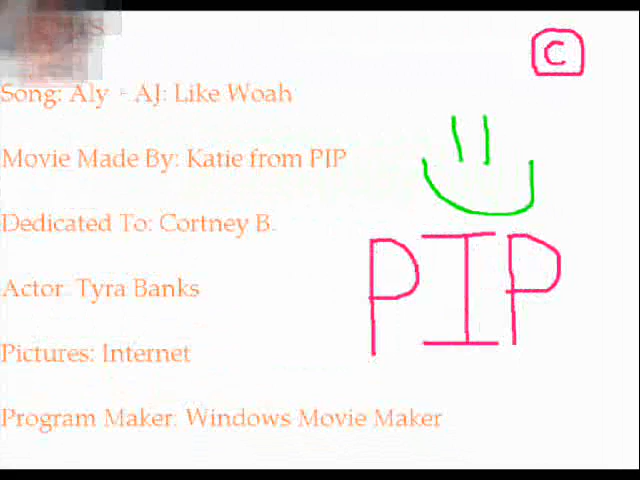 C
Song: Aly - AJ: Like Woah
Movie Made By: Katie from PIP
Dedicated To: Cortney B.
PIP
Actor: Tyra Banks
Pictures: Internet
Program Maker: Windows Movie Maker